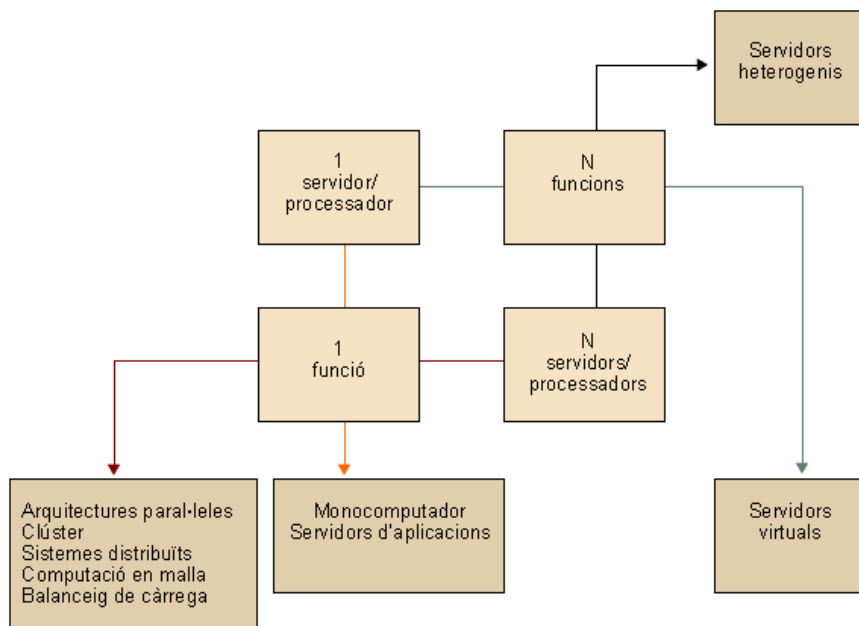 Servidors
heterogenis
1
servidor/
processador
N
funcions
1
funció
N
servidors/
processadors
Arquitectures paral•leles
Clúster
Sistemes distribuïts
Computació en malla
Balanceig de càrrega
Monocomputador
Servidors d'aplicacions
Servidors
virtuals